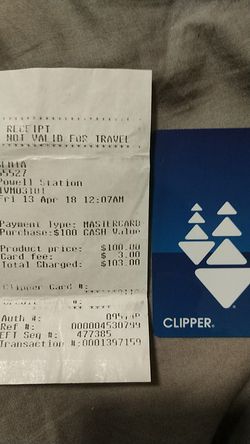 RECEIPT
NOT VALID FOR TRAVEL
Powell Station
Fri 13 Apr 18 12:07AM
Payment type: MASTERCARD
Purchase:$100 CASH Value
Product price: $100.00
Card fee: $ 3.00
Total Charged: $103.00
Clipper Card #:
Auth #:
Ref #: 000004530799
EFT Seq #: 477385
Transaction #:0001397159
CLIPPER®